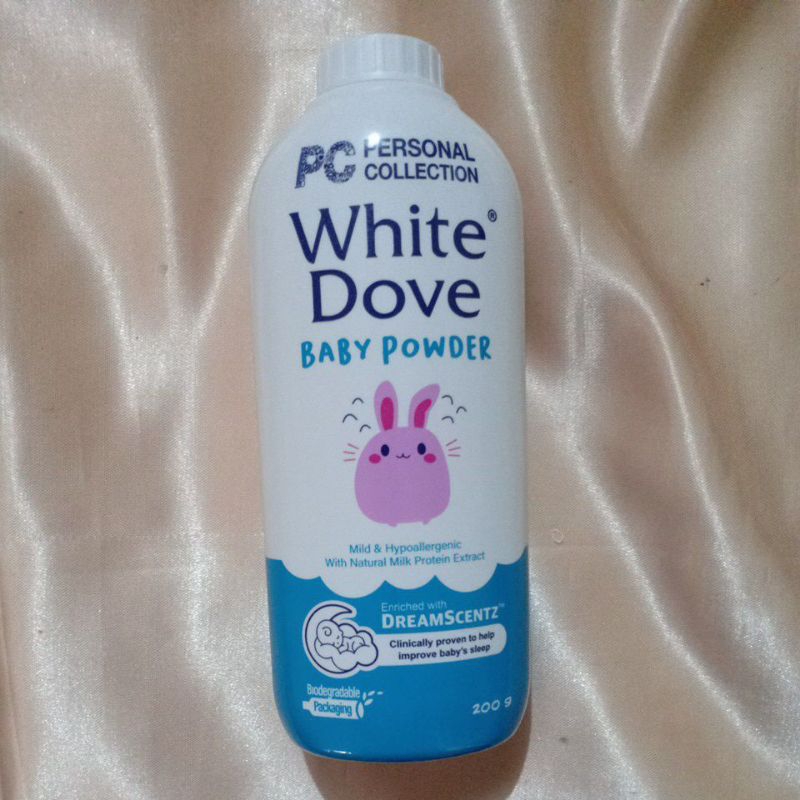 PC PERSONAL
COLLECTION
White®
Dove
BABY POWDER
Mild & Hypoallergenic
With Natural Milk Protein Extract
Enriched with
DREAMSCENTZ™
Clinically proven to help
improve baby's sleep
Biodegradable
Packaging
200 g